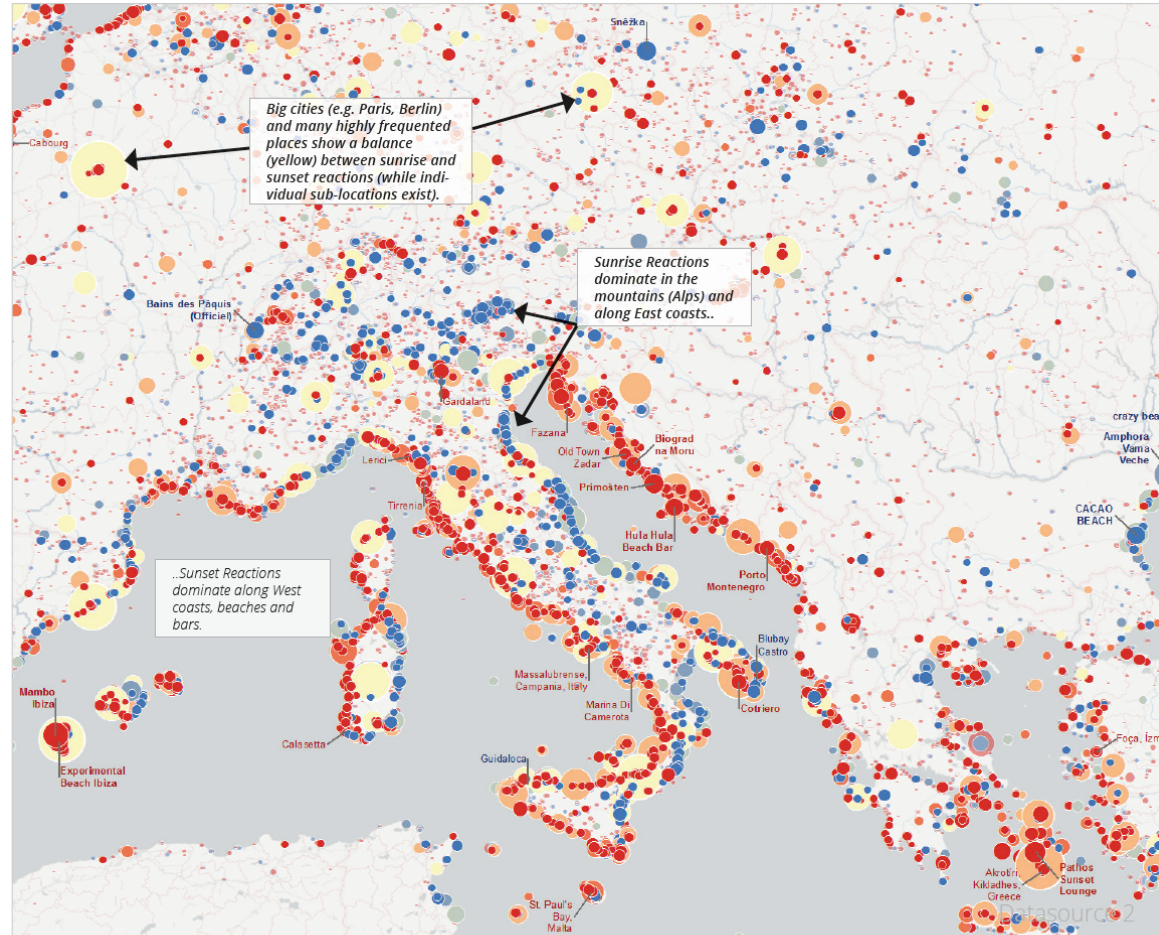 Sněžka
Big cities (e.g. Paris, Berlin)
and many highly frequented
places show a balance
(yellow) between sunrise and
sunset reactions (while indi-
vidual sub-locations exist).
Cabourg
Sunrise Reactions
dominate in the
mountains (Alps) and
along East coasts..
Bains des Pâquis
(Officiel)
Gardaland
Fazana
Lerici
Old Town
Zadar
Biograd
na Moru
Tirrenia
Primošten
Hula Hula
Beach Bar
crazy bea
Amphora
Vama
Veche
CACAO
BEACH
..Sunset Reactions
dominate along West
coasts, beaches and
bars.
Porto
Montenegro
Blubay
Castro
Massalubrense,
Campania, Italy
Marina Di
Camerota
Cotriero
Mambo
Ibiza
Calasetta
Experimental
Beach Ibiza
Guidaloca
Foça, İzm
St. Paul's
Bay,
Malta
Akrotiri,
Kikladhes,
Greece
Pathos
Sunset
Lounge
Datasource 2